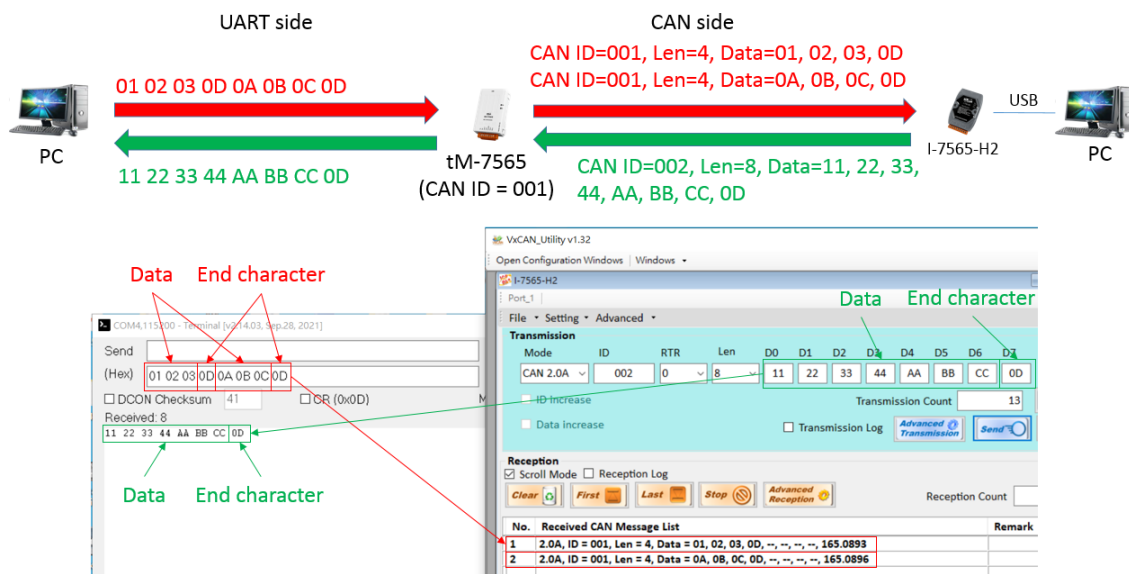 UART side
CAN side
CAN ID=001, Len=4, Data=01, 02, 03, 0D
CAN ID=001, Len=4, Data=0A, 0B, 0C, 0D
01 02 03 0D 0A 0B 0C 0D
USB
PC
11 22 33 44 AA BB CC 0D
tM-7565
(CAN ID = 001)
CAN ID=002, Len=8, Data=11, 22, 33,
44, AA, BB, CC, 0D
I-7565-H2
PC
Data End character
COM4,115200 - Terminal [v2.14.03, Sep.28, 2021]
Send
(Hex) 01 02 03 0D 0A 0B 0C 0D
DCON Checksum 41 CR (0x0D) M
Received: 8
11 22 33 44 AA BB CC 0D
Data End character
VxCAN_Utility v1.32
Open Configuration Windows Windows
I-7565-H2
Port_1
Data End character
File Setting Advanced
Transmission
Mode ID RTR Len D0 D1 D2 D3 D4 D5 D6 D7
CAN 2.0A 002 0 8 11 22 33 44 AA BB CC 0D
ID Increase Transmission Count 13
Data increase Transmission Log Advanced Transmission Send
Reception
Scroll Mode Reception Log
Clear First Last Stop Advanced Reception Reception Count
No. Received CAN Message List Remark
1 2.0A, ID = 001, Len = 4, Data = 01, 02, 03, 0D, --, --, --, --, 165.0893
2 2.0A, ID = 001, Len = 4, Data = 0A, 0B, 0C, 0D, --, --, --, --, 165.0896